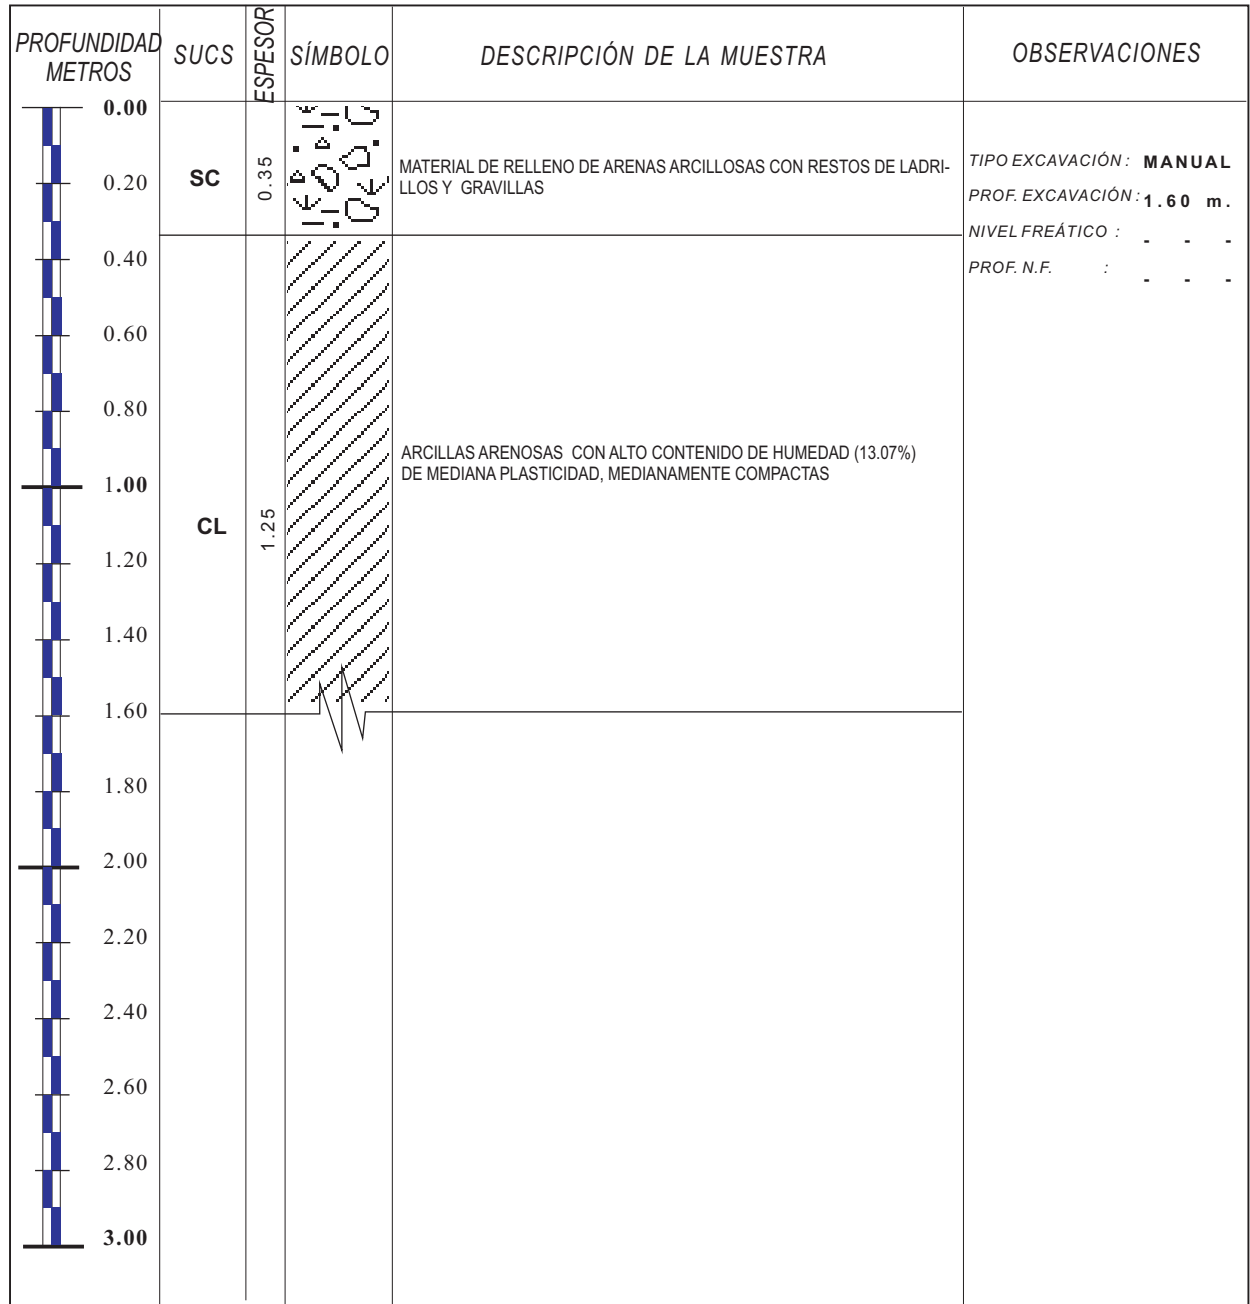 PROFUNDIDAD
METROS
SUCS
ESPESOR
SÍMBOLO
DESCRIPCIÓN DE LA MUESTRA
OBSERVACIONES
0.00
0.20
0.40
0.60
0.80
1.00
1.20
1.40
1.60
1.80
2.00
2.20
2.40
2.60
2.80
3.00
SC
0.35
MATERIAL DE RELLENO DE ARENAS ARCILLOSAS CON RESTOS DE LADRI-
LLOS Y GRAVILLAS
CL
1.25
ARCILLAS ARENOSAS CON ALTO CONTENIDO DE HUMEDAD (13.07%)
DE MEDIANA PLASTICIDAD, MEDIANAMENTE COMPACTAS
TIPO EXCAVACIÓN : MANUAL
PROF. EXCAVACIÓN : 1.60 m.
NIVEL FREÁTICO : - - -
PROF. N.F. : - - -